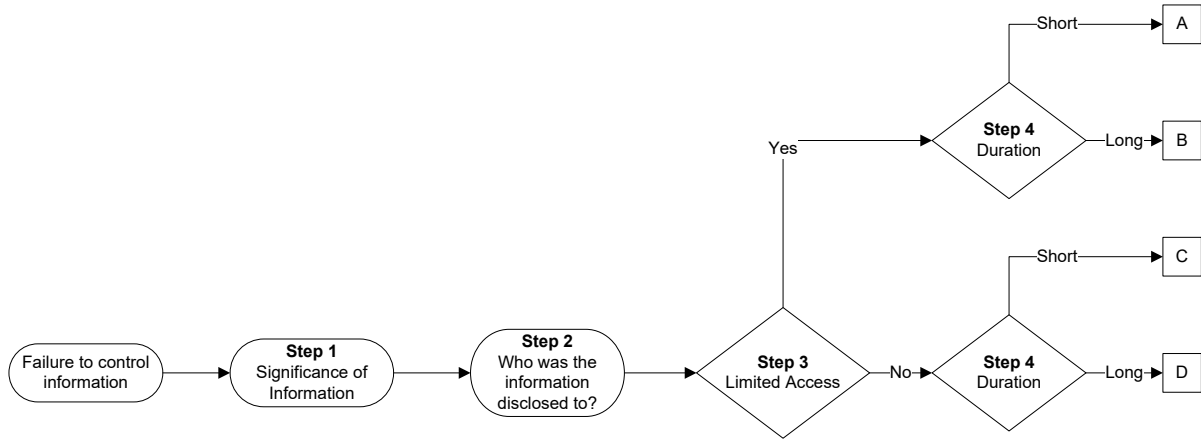 Short
A
Step 4
Duration
Long
B
Yes
Short
C
Failure to control
information
Step 1
Significance of
Information
Step 2
Who was the
information
disclosed to?
Step 3
Limited Access
No
Step 4
Duration
Long
D